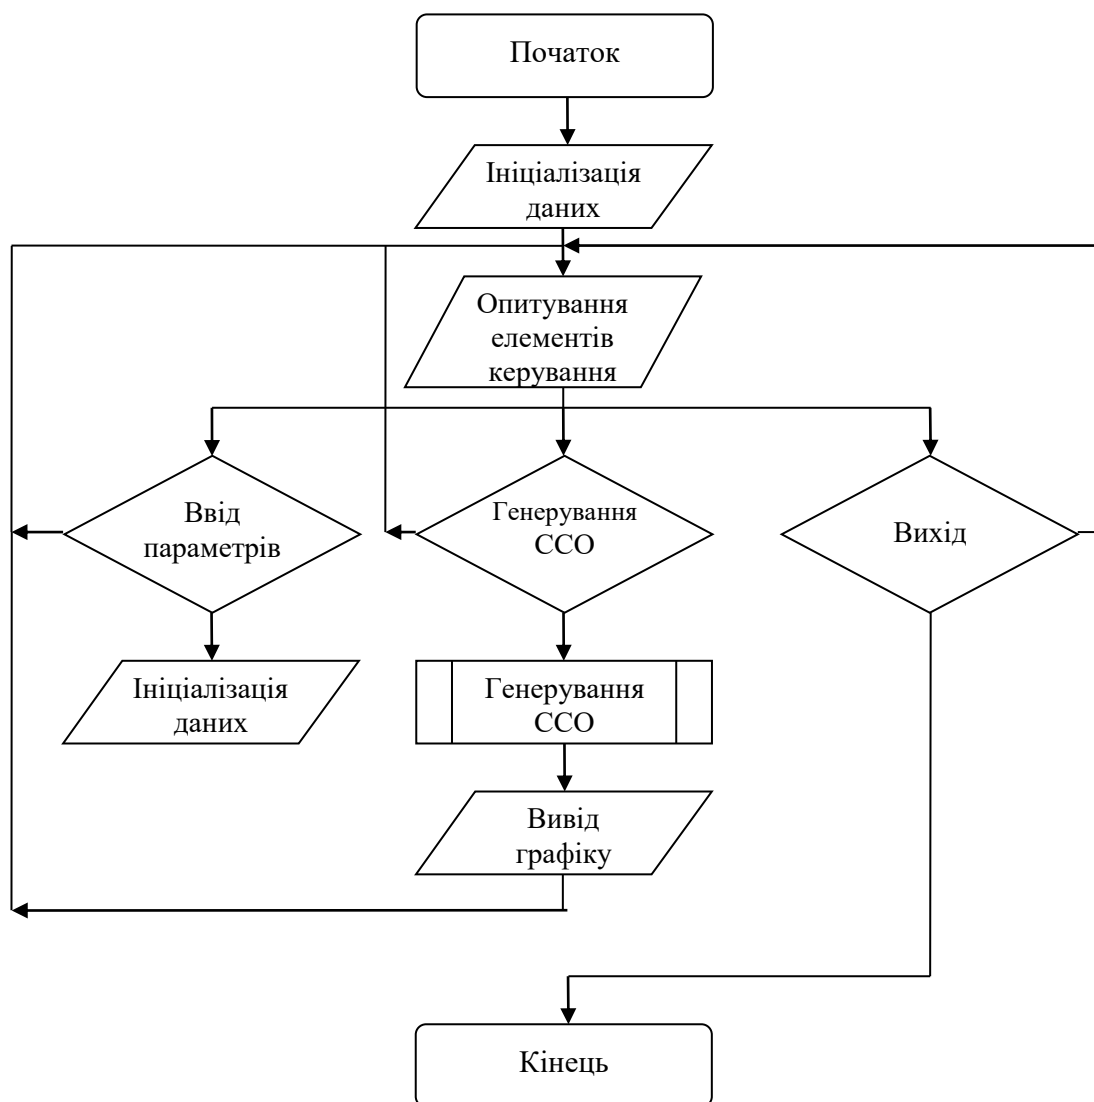 Початок
Ініціалізація
даних
Опитування
елементів
керування
Ввід
параметрів
Генерування
ССО
Вихід
Ініціалізація
даних
Генерування
ССО
Вивід
графіку
Кінець